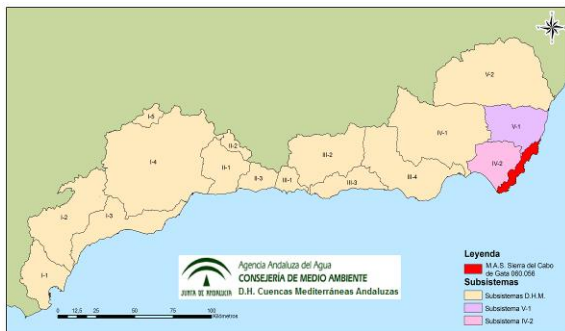 V-2
I-5
IV-1
V-1
II-2
III-2
I-4
II-1
IV-2
II-3
III-1
III-4
III-3
I-2
I-3
I-1
Leyenda
M.A.S. Sierra del Cabo
de Gata 060.056
Subsistemas
Subsistemas D.H.M.
Subsistema V-1
Subsistema IV-2
Agencia Andaluza del Agua
CONSEJERÍA DE MEDIO AMBIENTE
JUNTA DE ANDALUCIA
D.H. Cuencas Mediterráneas Andaluzas
0 12,5 25 50 75 100
Kilómetros